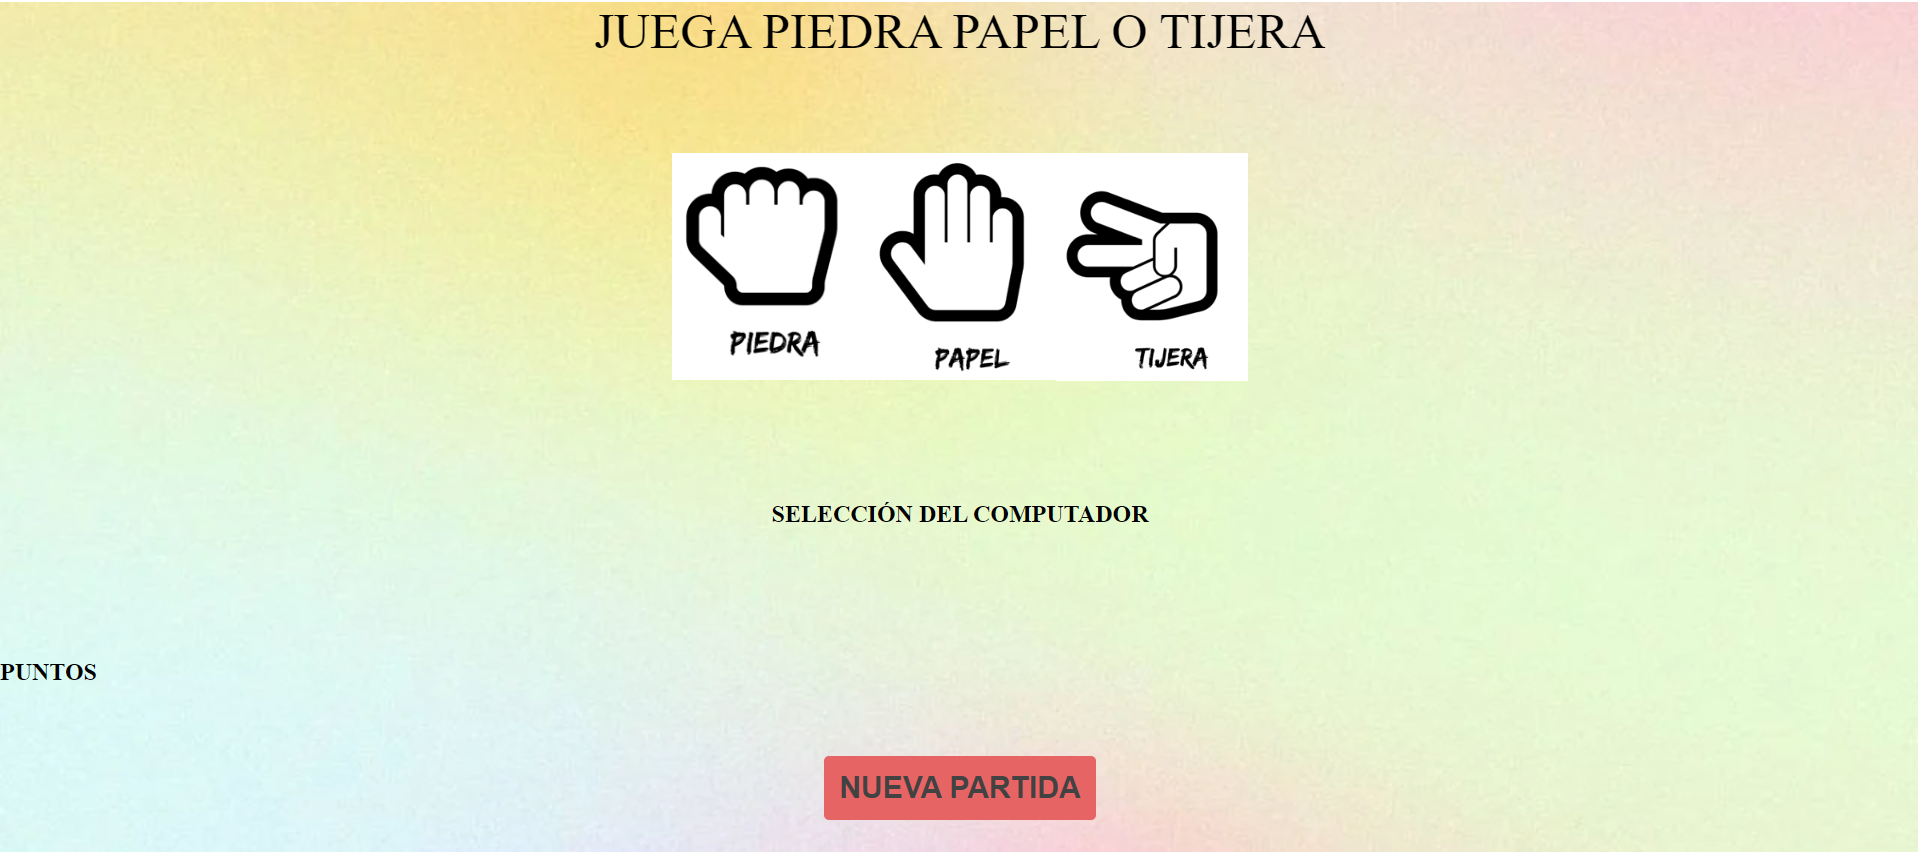 JUEGA PIEDRA PAPEL O TIJERA
PIEDRA
PAPEL
TIJERA
SELECCIÓN DEL COMPUTADOR
PUNTOS
NUEVA PARTIDA